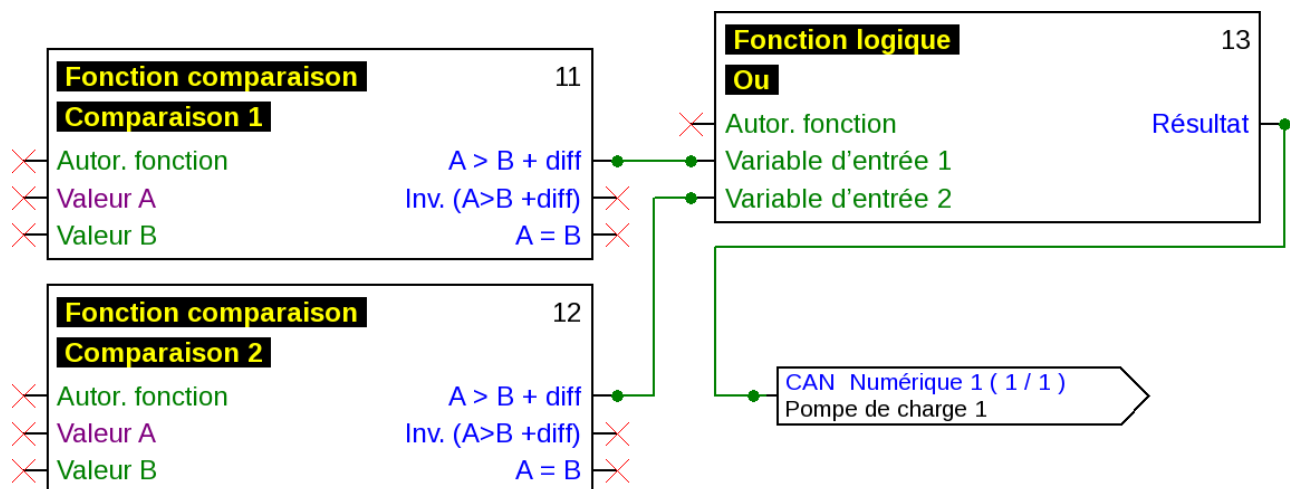 Fonction comparaison 11
Comparaison 1
Autor. fonction A > B + diff
Valeur A Inv. (A>B +diff)
Valeur B A = B
Fonction logique 13
Ou
Autor. fonction Résultat
Variable d’entrée 1
Variable d’entrée 2
Fonction comparaison 12
Comparaison 2
Autor. fonction A > B + diff
Valeur A Inv. (A>B +diff)
Valeur B A = B
CAN Numérique 1 ( 1 / 1 )
Pompe de charge 1